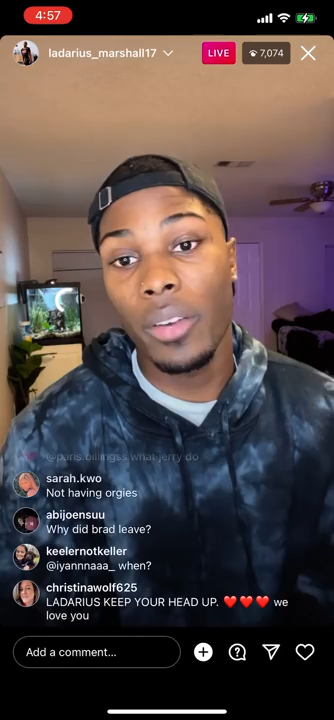 4:57
ladarius_marshall17
LIVE
7,074
@paris.billingss what jerry do
sarah.kwo
Not having orgies
abijoensuu
Why did brad leave?
keelernotkeller
@iyannnaaa_ when?
christinawolf625
LADARIUS KEEP YOUR HEAD UP. ❤️❤️❤️ we
love you
Add a comment...